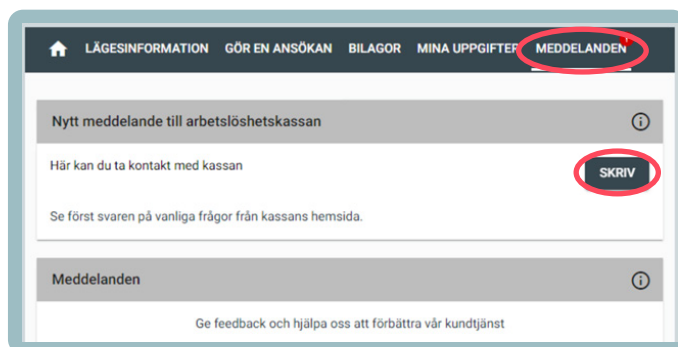 LÄGESINFORMATION GÖR EN ANSÖKAN BILAGOR MINA UPPGIFTER MEDDELANDEN
Nytt meddelande till arbetslöshetskassan
Här kan du ta kontakt med kassan
SKRIV
Se först svaren på vanliga frågor från kassans hemsida.
Meddelanden
Ge feedback och hjälpa oss att förbättra vår kundtjänst